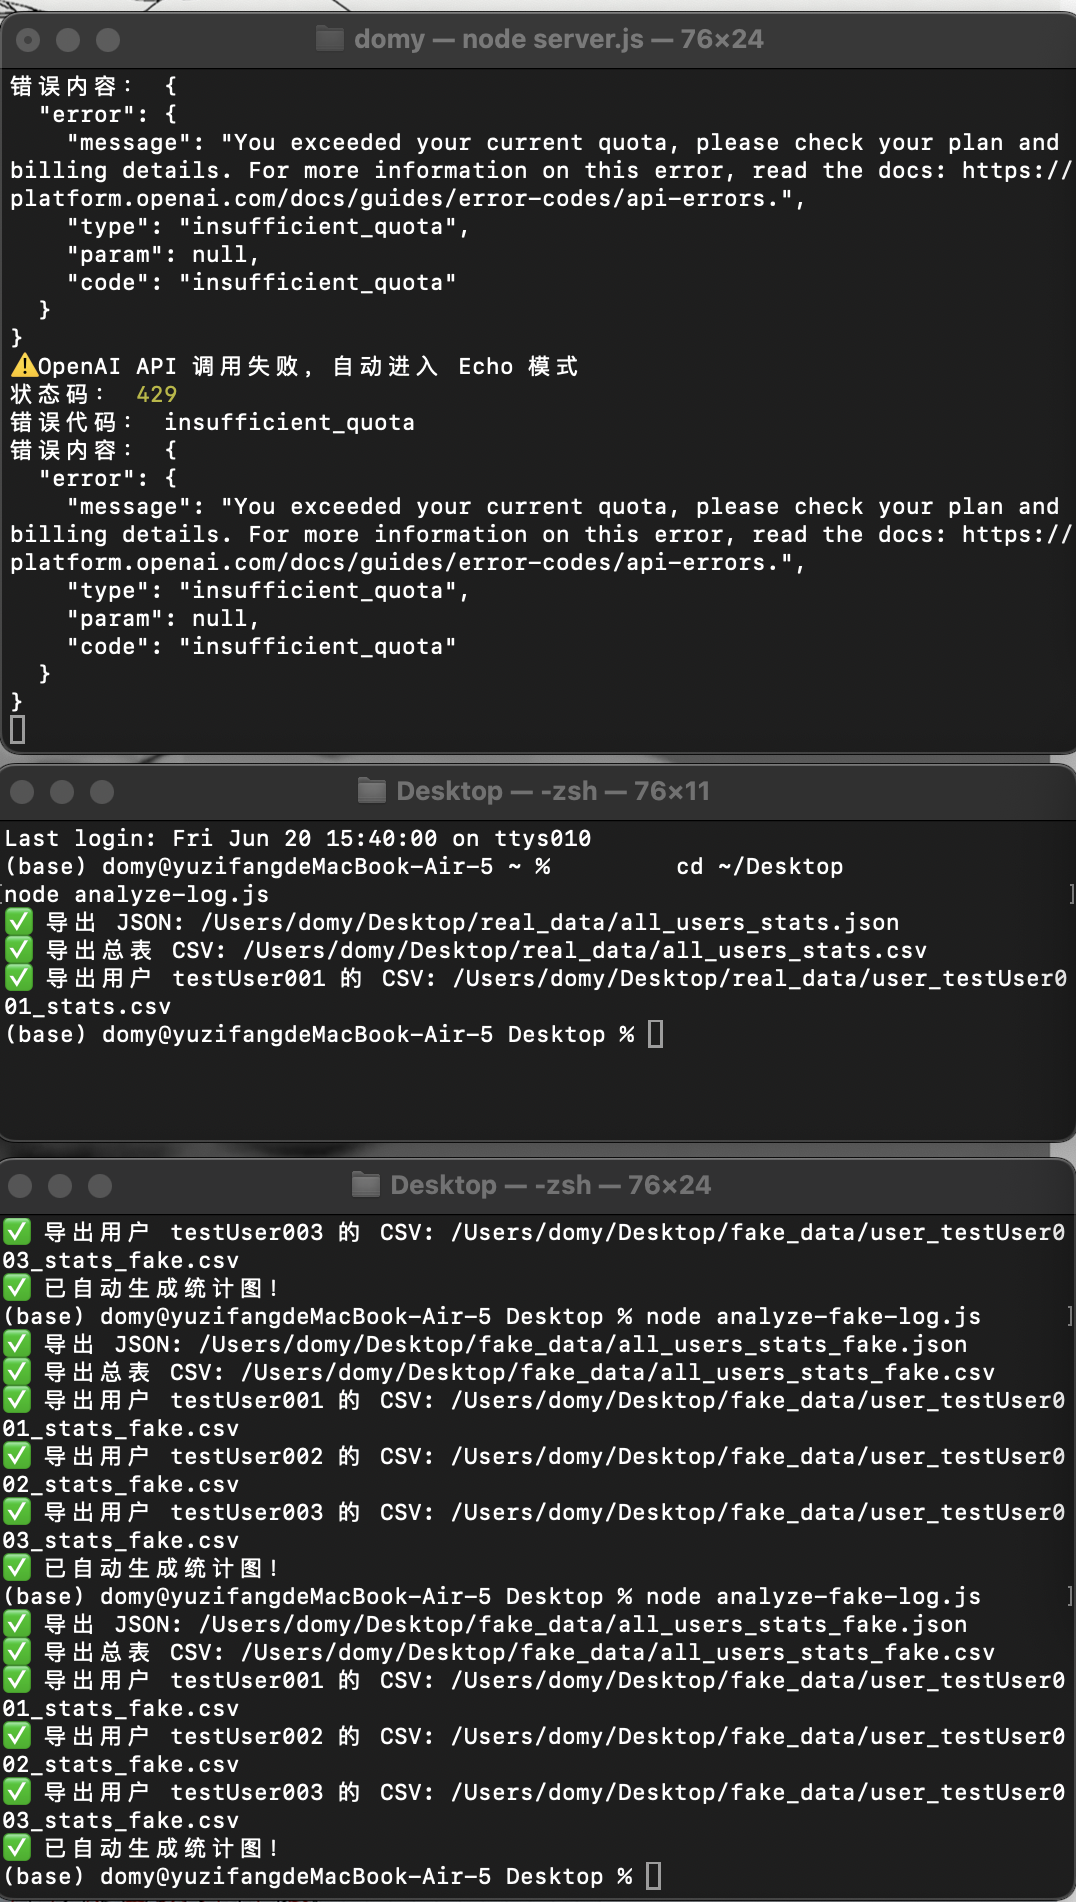 domy — node server.js — 76×24
错误内容： {
  "error": {
    "message": "You exceeded your current quota, please check your plan and
billing details. For more information on this error, read the docs: https://
platform.openai.com/docs/guides/error-codes/api-errors.",
    "type": "insufficient_quota",
    "param": null,
    "code": "insufficient_quota"
  }
}
⚠️OpenAI API 调用失败，自动进入 Echo 模式
状态码： 429
错误代码： insufficient_quota
错误内容： {
  "error": {
    "message": "You exceeded your current quota, please check your plan and
billing details. For more information on this error, read the docs: https://
platform.openai.com/docs/guides/error-codes/api-errors.",
    "type": "insufficient_quota",
    "param": null,
    "code": "insufficient_quota"
  }
}
Desktop — -zsh — 76×11
Last login: Fri Jun 20 15:40:00 on ttys010
(base) domy@yuzifangdeMacBook-Air-5 ~ %         cd ~/Desktop
[node analyze-log.js ]
✅ 导出 JSON: /Users/domy/Desktop/real_data/all_users_stats.json
✅ 导出总表 CSV: /Users/domy/Desktop/real_data/all_users_stats.csv
✅ 导出用户 testUser001 的 CSV: /Users/domy/Desktop/real_data/user_testUser0
01_stats.csv
(base) domy@yuzifangdeMacBook-Air-5 Desktop %
Desktop — -zsh — 76×24
✅ 导出用户 testUser003 的 CSV: /Users/domy/Desktop/fake_data/user_testUser0
03_stats_fake.csv
✅ 已自动生成统计图！
(base) domy@yuzifangdeMacBook-Air-5 Desktop % node analyze-fake-log.js ]
✅ 导出 JSON: /Users/domy/Desktop/fake_data/all_users_stats_fake.json
✅ 导出总表 CSV: /Users/domy/Desktop/fake_data/all_users_stats_fake.csv
✅ 导出用户 testUser001 的 CSV: /Users/domy/Desktop/fake_data/user_testUser0
01_stats_fake.csv
✅ 导出用户 testUser002 的 CSV: /Users/domy/Desktop/fake_data/user_testUser0
02_stats_fake.csv
✅ 导出用户 testUser003 的 CSV: /Users/domy/Desktop/fake_data/user_testUser0
03_stats_fake.csv
✅ 已自动生成统计图！
(base) domy@yuzifangdeMacBook-Air-5 Desktop % node analyze-fake-log.js ]
✅ 导出 JSON: /Users/domy/Desktop/fake_data/all_users_stats_fake.json
✅ 导出总表 CSV: /Users/domy/Desktop/fake_data/all_users_stats_fake.csv
✅ 导出用户 testUser001 的 CSV: /Users/domy/Desktop/fake_data/user_testUser0
01_stats_fake.csv
✅ 导出用户 testUser002 的 CSV: /Users/domy/Desktop/fake_data/user_testUser0
02_stats_fake.csv
✅ 导出用户 testUser003 的 CSV: /Users/domy/Desktop/fake_data/user_testUser0
03_stats_fake.csv
✅ 已自动生成统计图！
(base) domy@yuzifangdeMacBook-Air-5 Desktop %